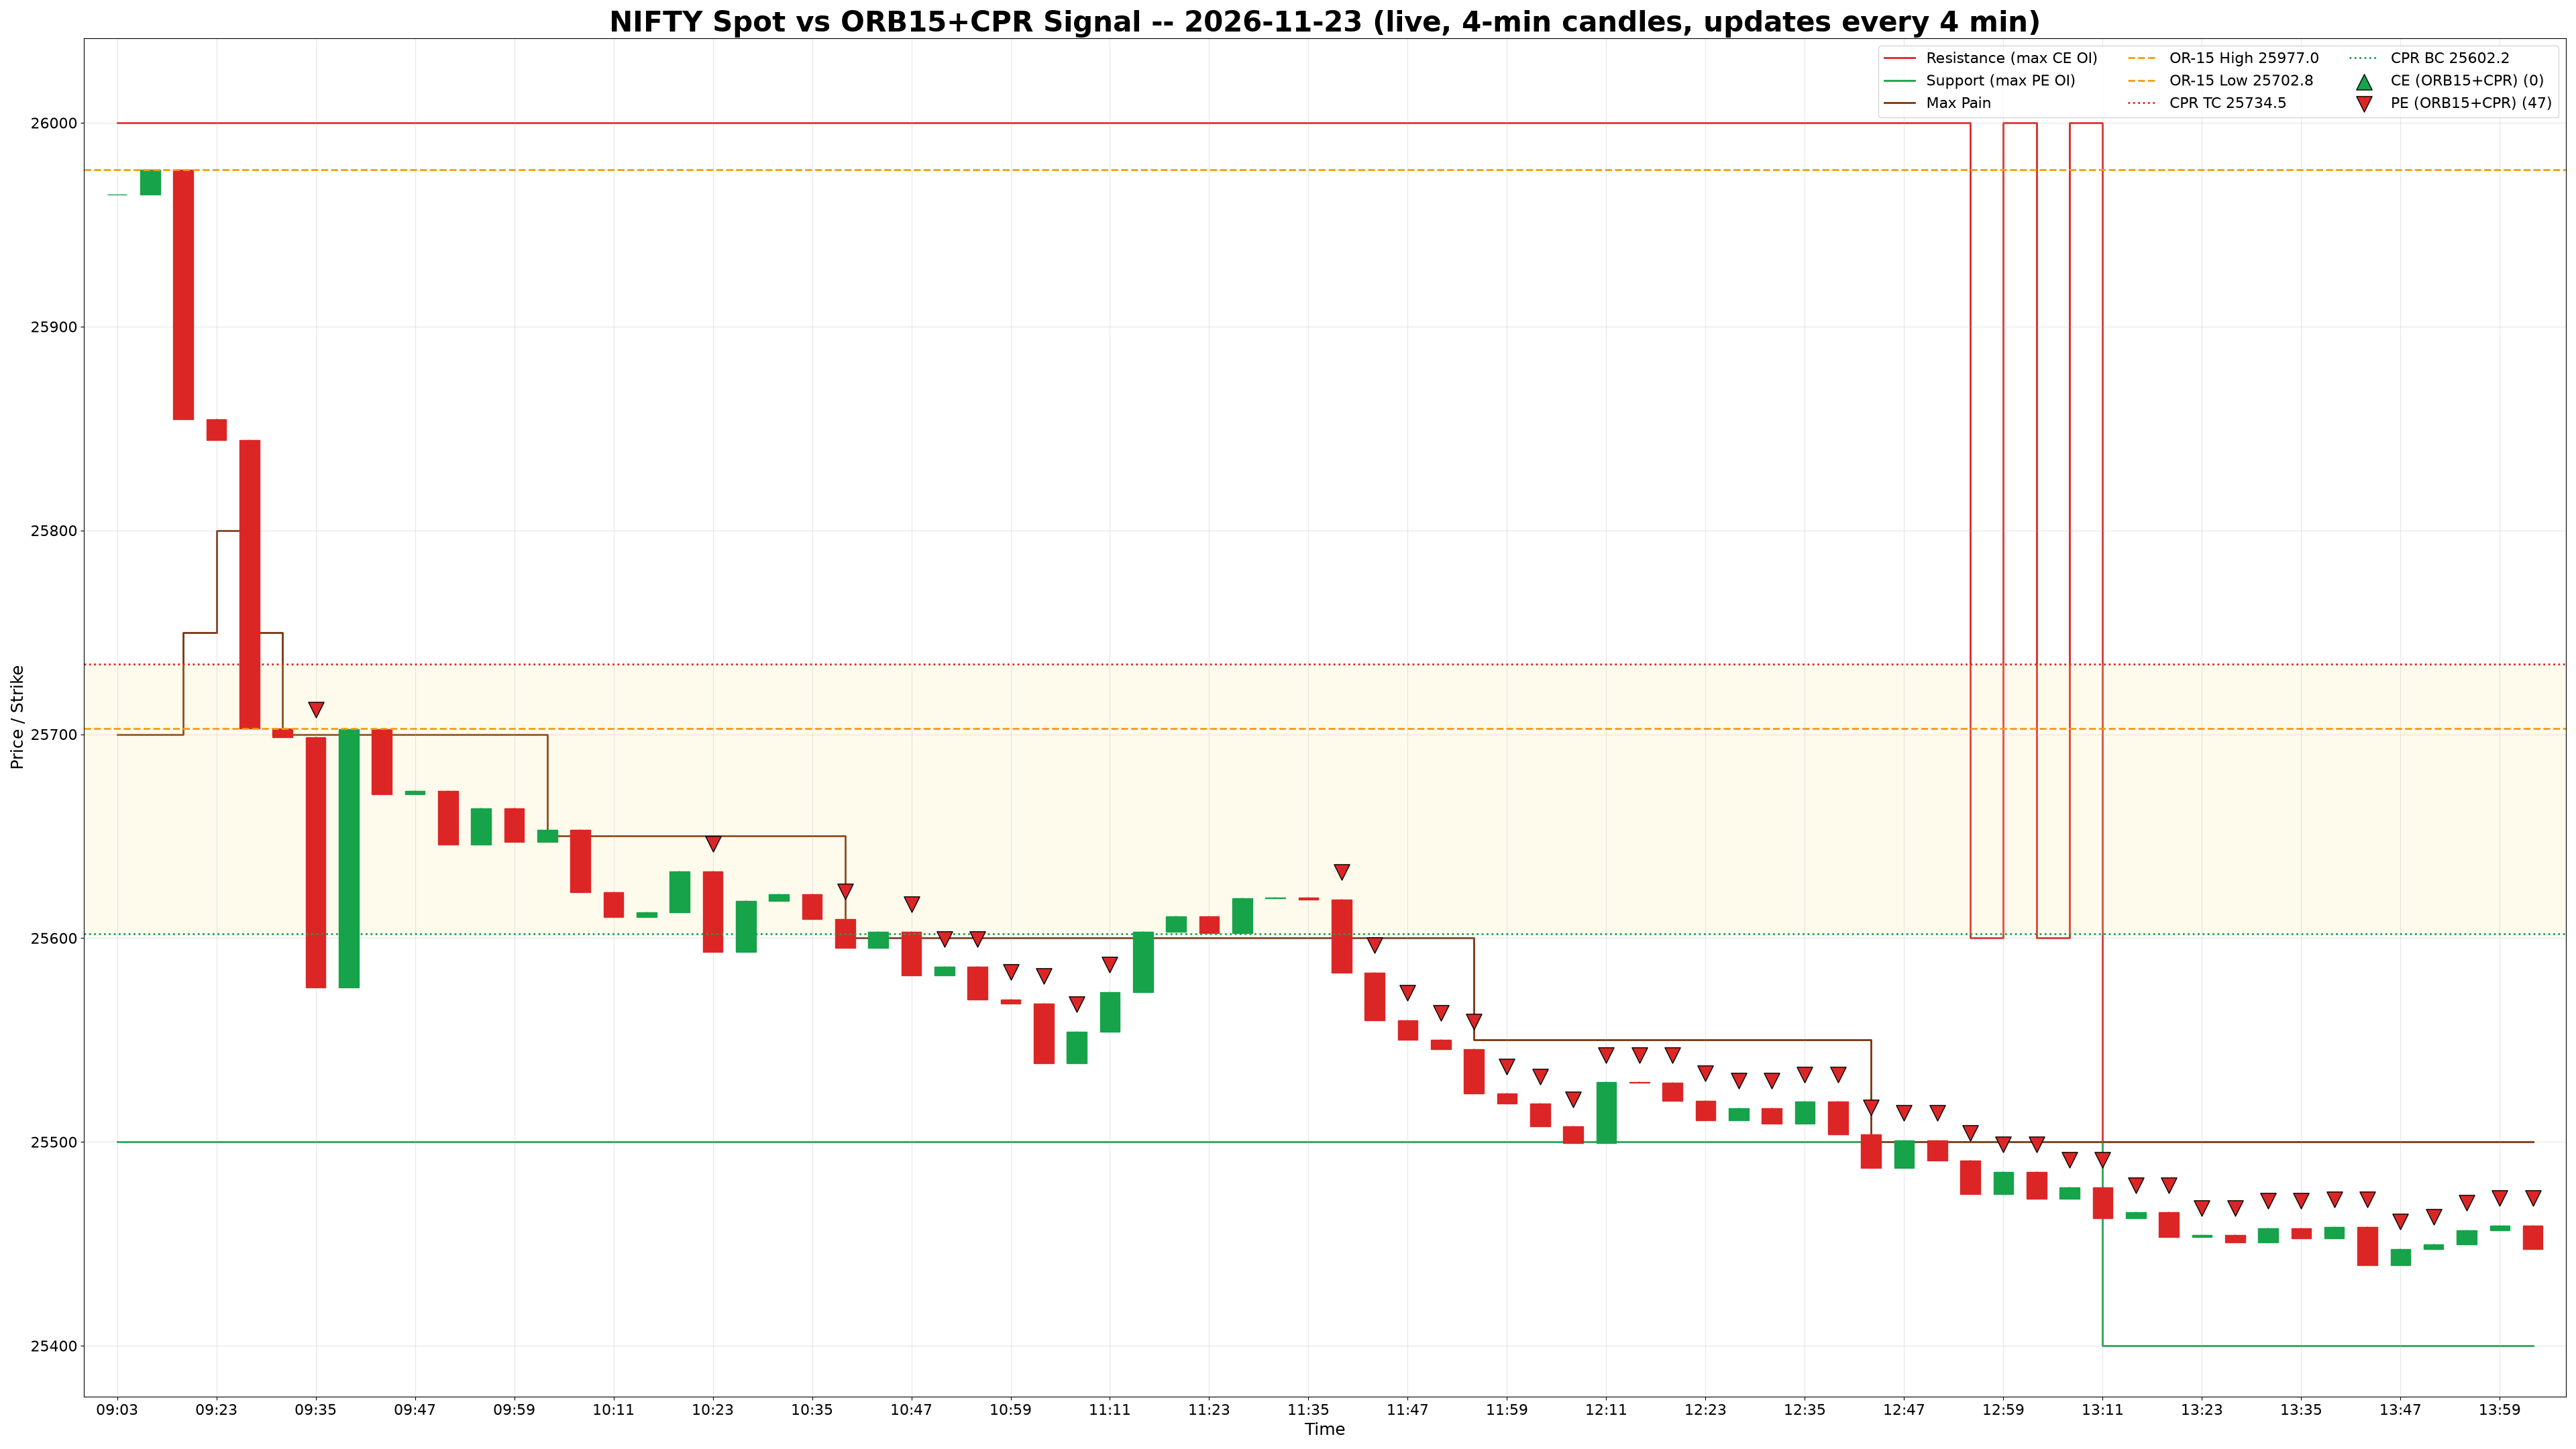 NIFTY Spot vs ORB15+CPR Signal -- 2026-11-23 (live, 4-min candles, updates every 4 min)
Resistance (max CE OI)
Support (max PE OI)
Max Pain
OR-15 High 25977.0
OR-15 Low 25702.8
CPR TC 25734.5
CPR BC 25602.2
CE (ORB15+CPR) (0)
PE (ORB15+CPR) (47)
Price / Strike
26000
25900
25800
25700
25600
25500
25400
09:03 09:23 09:35 09:47 09:59 10:11 10:23 10:35 10:47 10:59 11:11 11:23 11:35 11:47 11:59 12:11 12:23 12:35 12:47 12:59 13:11 13:23 13:35 13:47 13:59
Time